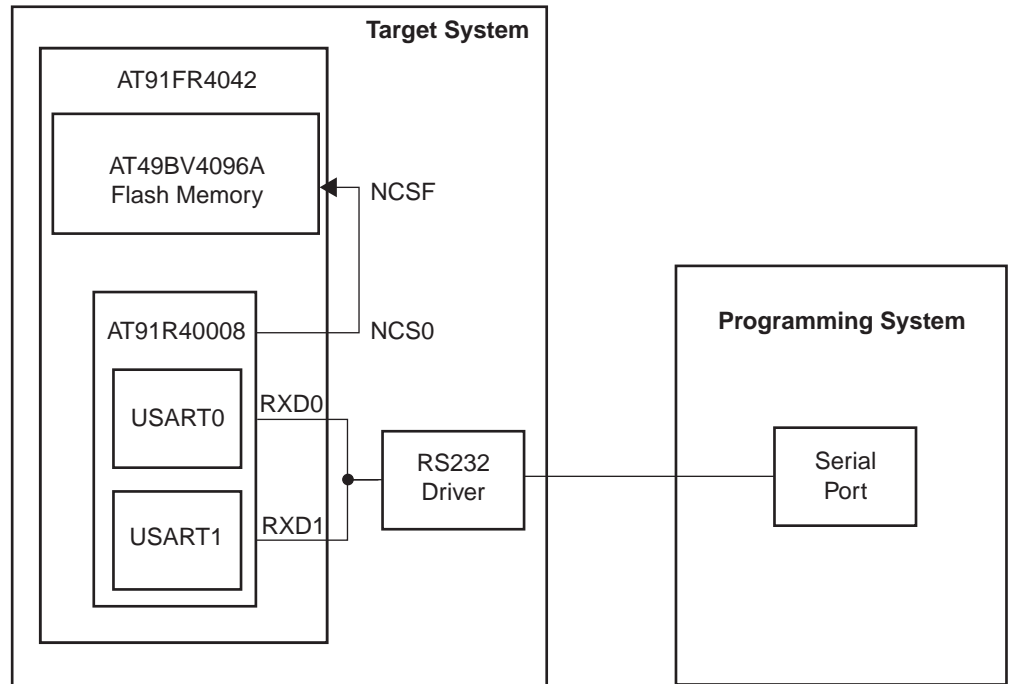 Target System
AT91FR4042
AT49BV4096A
Flash Memory
NCSF
AT91R40008
NCS0
USART0
RXD0
USART1
RXD1
RS232
Driver
Programming System
Serial
Port